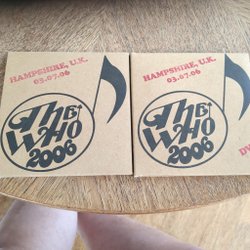 HAMPSHIRE, U.K.
03.07.06
THE
WHO
2006
HAMPSHIRE, U.K.
03.07.06
THE
WHO
2006
DV